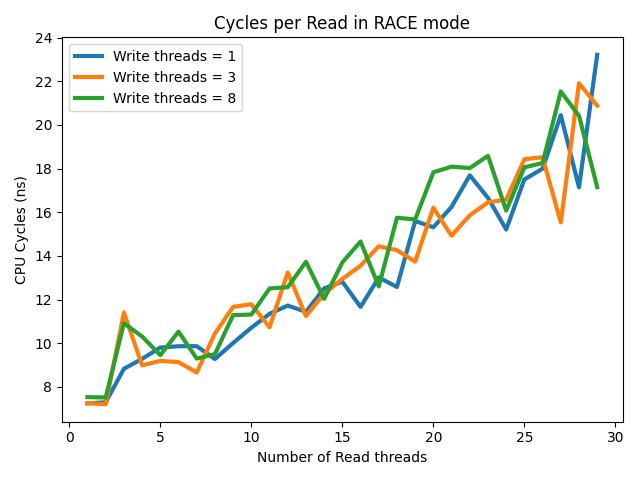 Cycles per Read in RACE mode
Write threads = 1
Write threads = 3
Write threads = 8
CPU Cycles (ns)
24
22
20
18
16
14
12
10
8
0 5 10 15 20 25 30
Number of Read threads